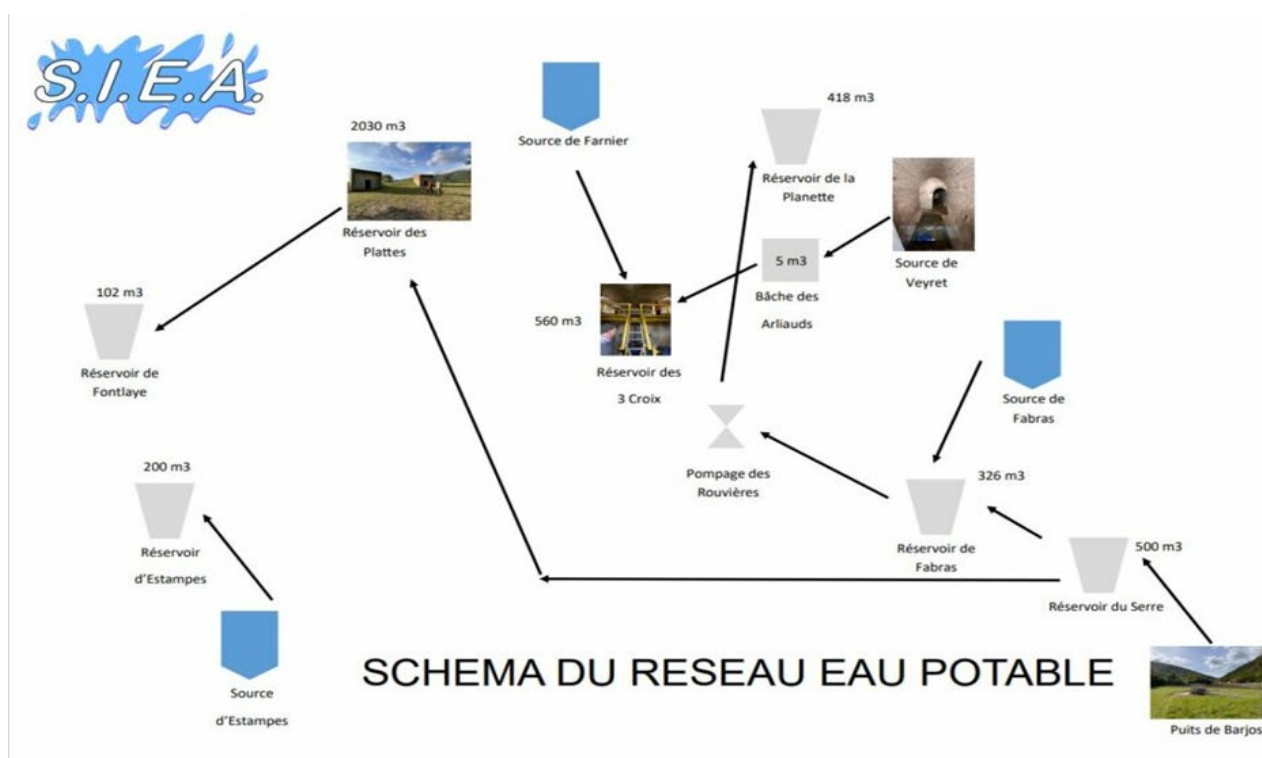 S.I.E.A.
2030 m3
Réservoir des
Plattes
Source de Farnier
418 m3
Réservoir de la
Planette
Source de
Veyret
5 m3
Bâche des
Arliauds
560 m3
Réservoir des
3 Croix
102 m3
Réservoir de
Fontlaye
Source de
Fabras
Pompage des
Rouvières
326 m3
Réservoir de
Fabras
200 m3
Réservoir
d'Estampes
500 m3
Réservoir du Serre
Source
d'Estampes
SCHEMA DU RESEAU EAU POTABLE
Puits de Barjos